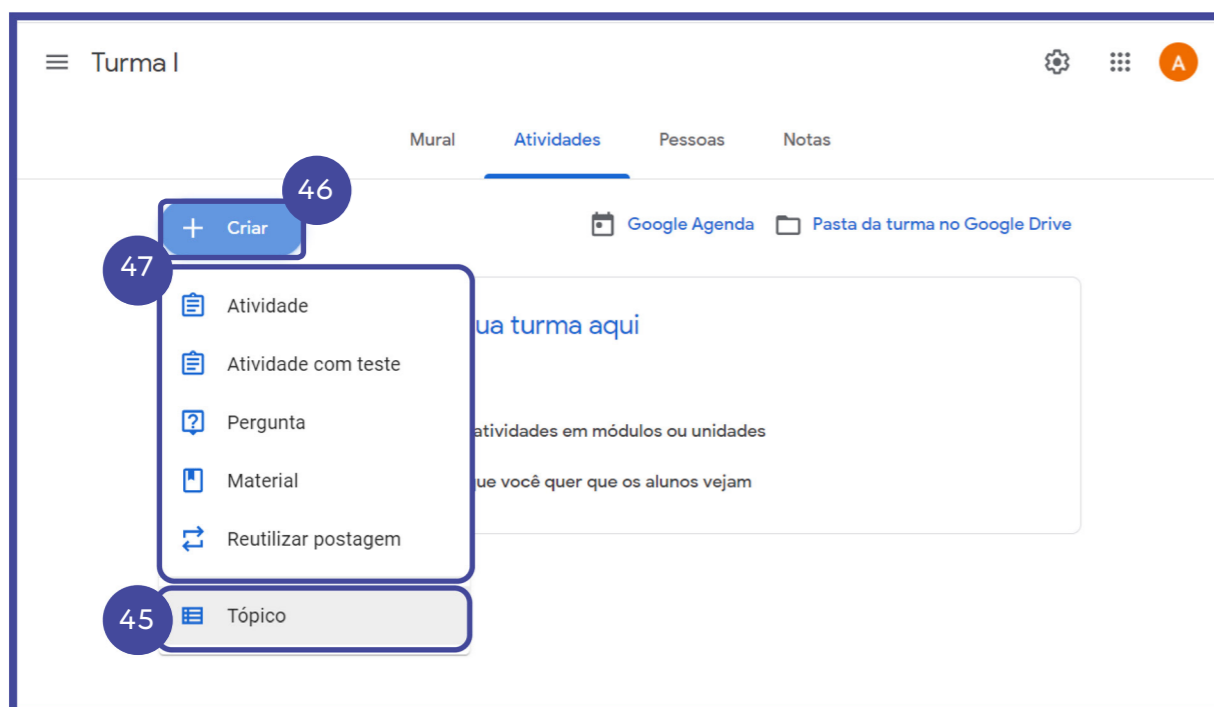 Turma I
A
Mural Atividades Pessoas Notas
46
+ Criar
Google Agenda Pasta da turma no Google Drive
47
Atividade
ua turma aqui
Atividade com teste
Pergunta
atividades em módulos ou unidades
Material
ue você quer que os alunos vejam
Reutilizar postagem
45
Tópico